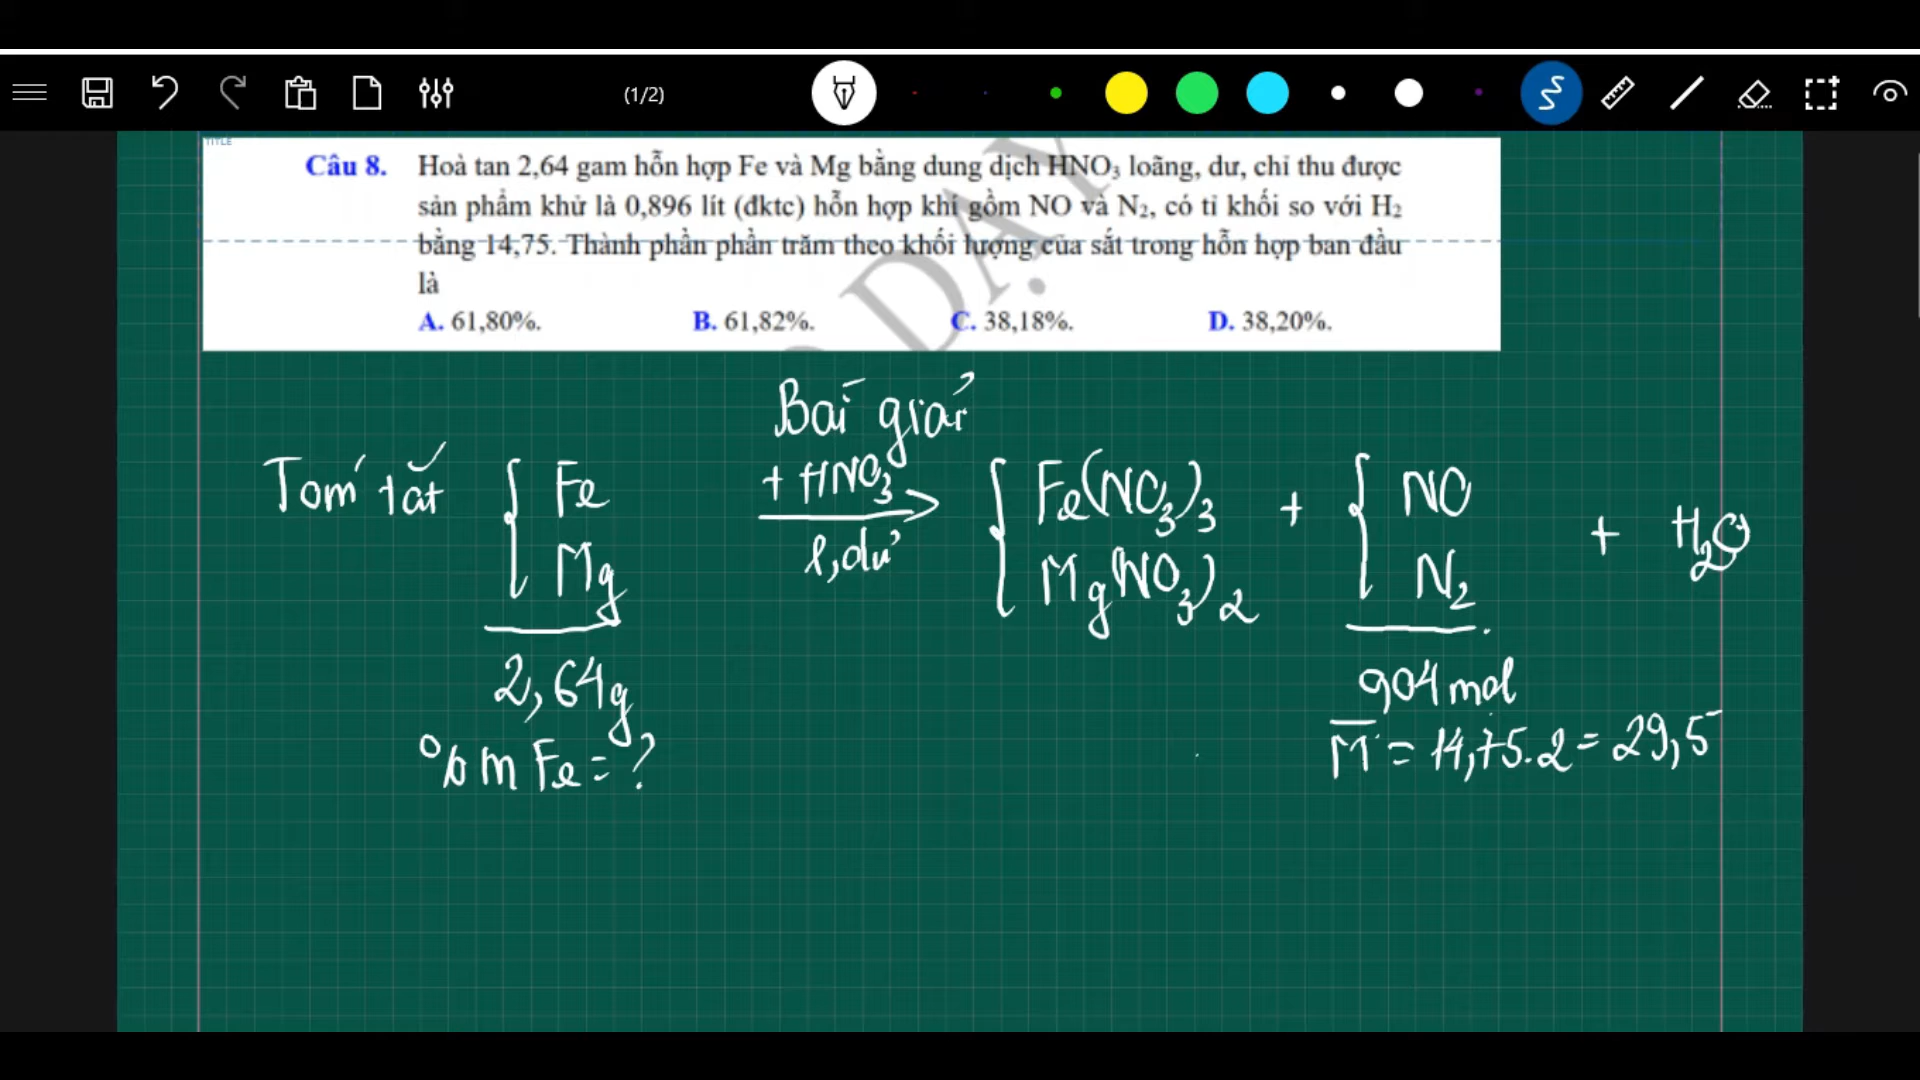 (1/2)
TITLE
Câu 8. Hoà tan 2,64 gam hỗn hợp Fe và Mg bằng dung dịch HNO₃ loãng, dư, chỉ thu được
sản phẩm khử là 0,896 lít (đktc) hỗn hợp khí gồm NO và N₂, có tỉ khối so với H₂
bằng 14,75. Thành phần phần trăm theo khối lượng của sắt trong hỗn hợp ban đầu
là
A. 61,80%. B. 61,82%. C. 38,18%. D. 38,20%.
DẠY
Bài giải
Tóm tắt { Fe + HNO₃ { Fe(NO₃)₃ + { NO + H₂O
Mg l, dư Mg(NO₃)₂ N₂
2,64g 0,04 mol
% m Fe = ? M̅ = 14,75.2 = 29,5